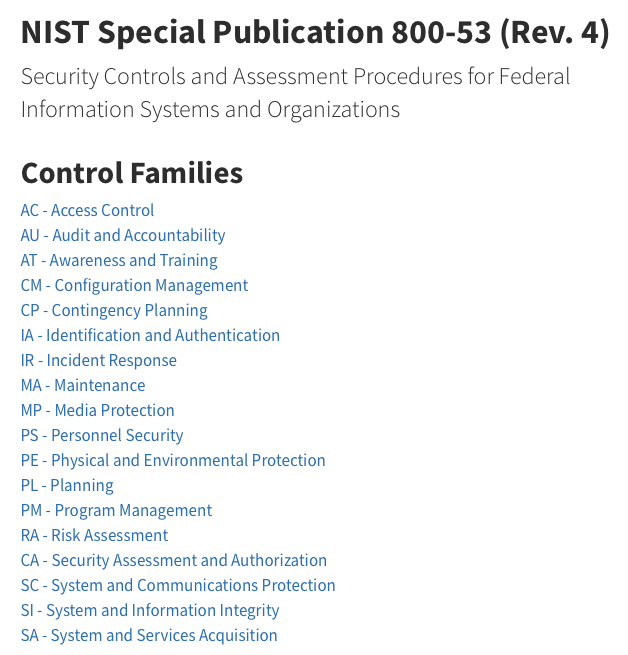 NIST Special Publication 800-53 (Rev. 4)
Security Controls and Assessment Procedures for Federal
Information Systems and Organizations
Control Families
AC - Access Control
AU - Audit and Accountability
AT - Awareness and Training
CM - Configuration Management
CP - Contingency Planning
IA - Identification and Authentication
IR - Incident Response
MA - Maintenance
MP - Media Protection
PS - Personnel Security
PE - Physical and Environmental Protection
PL - Planning
PM - Program Management
RA - Risk Assessment
CA - Security Assessment and Authorization
SC - System and Communications Protection
SI - System and Information Integrity
SA - System and Services Acquisition